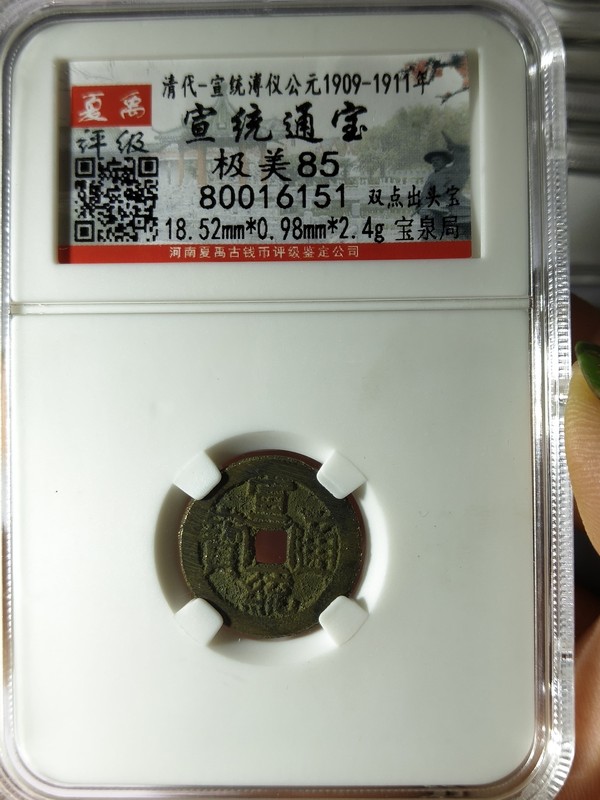 清代-宣统溥仪公元1909-1911年
夏禹
评级
宣统通宝
极美85
80016151 双点出头宝
18.52mm*0.98mm*2.4g 宝泉局
河南夏禹古钱币评级鉴定公司
宣
通
宝
统